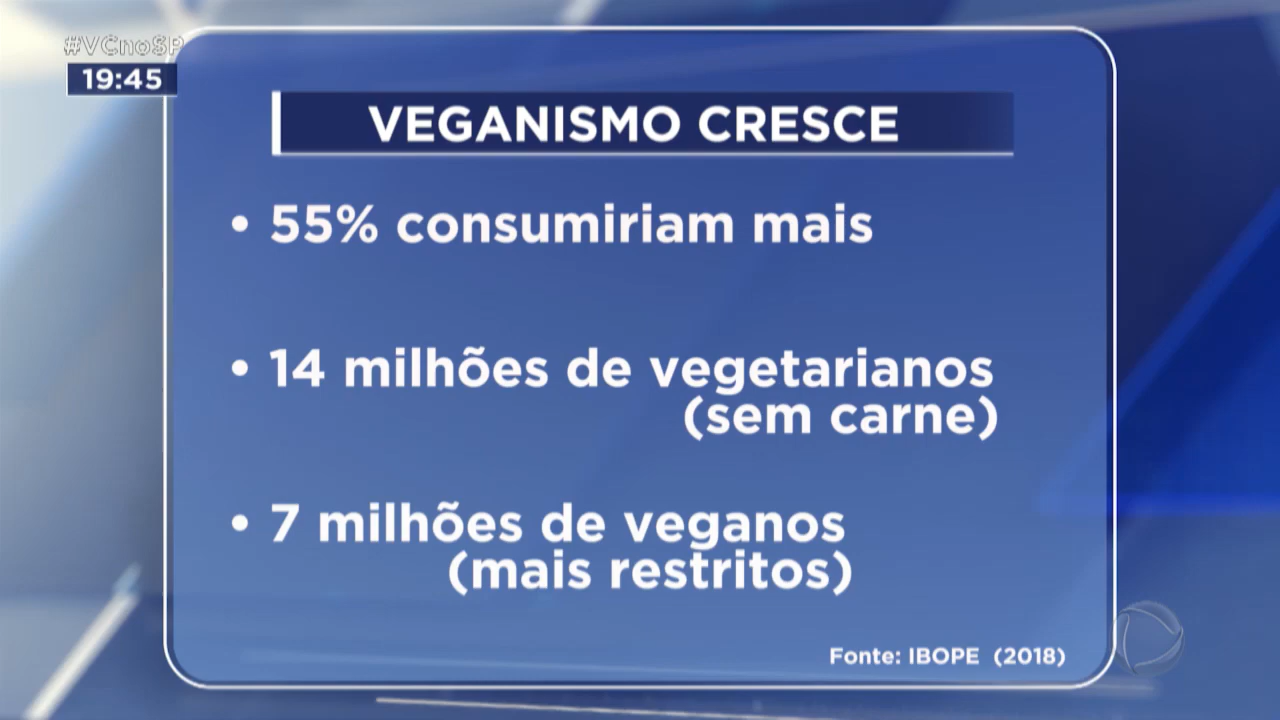 #VCnoSP
19:45
VEGANISMO CRESCE
• 55% consumiriam mais
• 14 milhões de vegetarianos
(sem carne)
• 7 milhões de veganos
(mais restritos)
Fonte: IBOPE (2018)